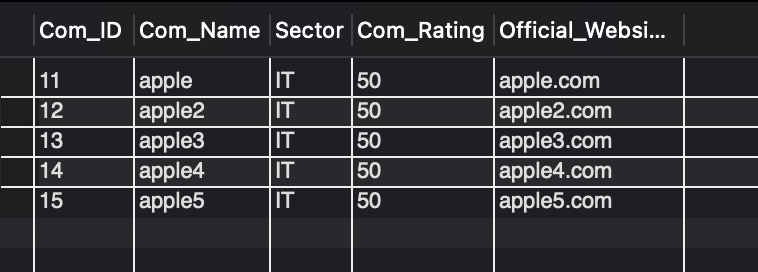 Com_ID Com_Name Sector Com_Rating Official_Websi...
11 apple IT 50 apple.com
12 apple2 IT 50 apple2.com
13 apple3 IT 50 apple3.com
14 apple4 IT 50 apple4.com
15 apple5 IT 50 apple5.com